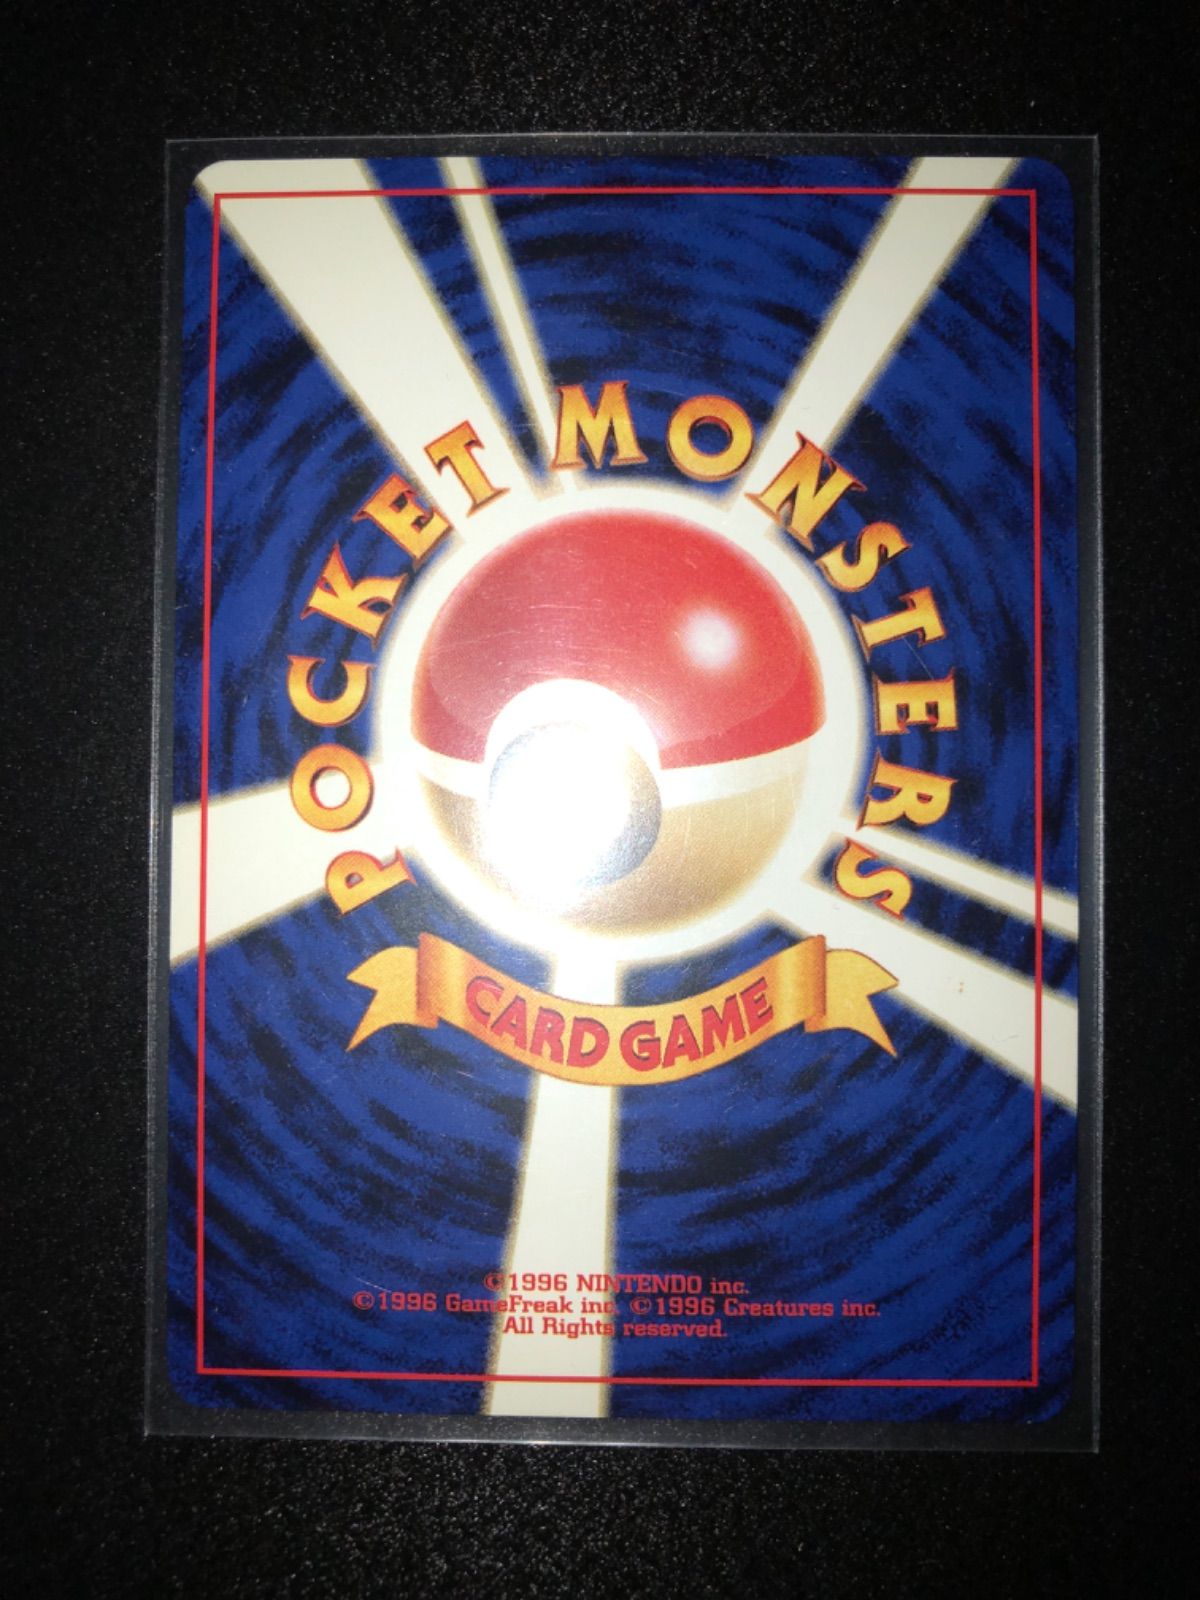 POCKET MONSTERS
CARD GAME
©1996 NINTENDO inc.
©1996 GameFreak inc. ©1996 Creatures inc.
All Rights reserved.